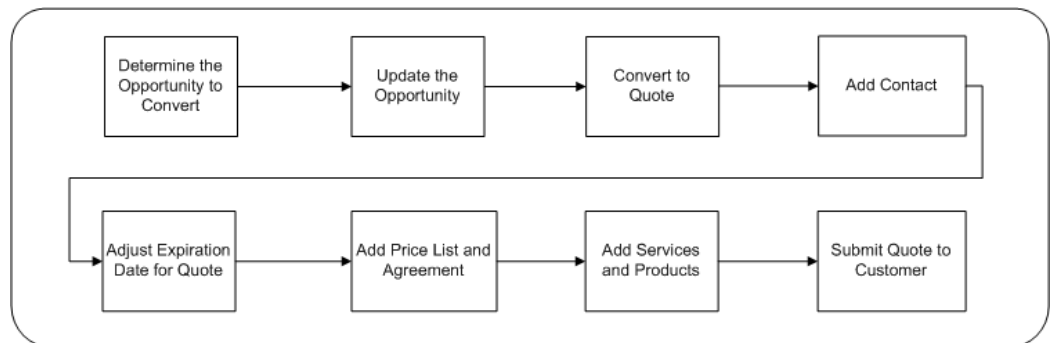 Determine the
Opportunity to
Convert
Update the
Opportunity
Convert to
Quote
Add Contact
Adjust Expiration
Date for Quote
Add Price List and
Agreement
Add Services
and Products
Submit Quote to
Customer